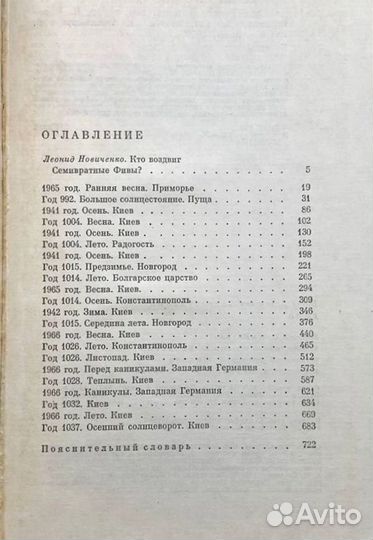 ОГЛАВЛЕНИЕ
Леонид Новиченко. Кто воздвиг
Семивратные Фивы? . . . . . . . . . . . 5
1965 год. Ранняя весна. Приморье . . . . . . 19
Год 992. Большое солнцестояние. Пуща . . . . 31
1941 год. Осень. Киев . . . . . . . . . . 86
Год 1004. Весна. Киев . . . . . . . . . . 102
1941 год. Осень. Киев . . . . . . . . . . 130
Год 1004. Лето. Радогость . . . . . . . . 152
1941 год. Осень. Киев . . . . . . . . . . 198
Год 1015. Предзимье. Новгород . . . . . . 221
Год 1014. Лето. Болгарское царство . . . . . 265
1965 год. Весна. Киев. . . . . . . . . . . 294
Год 1014. Осень. Константинополь . . . . . 309
1942 год. Зима. Киев . . . . . . . . . . 346
Год 1015. Середина лета. Новгород . . . . . 376
1966 год. Весна. Киев . . . . . . . . . . 440
Год 1026. Лето. Константинополь . . . . . . 465
Год 1026. Листопад. Киев . . . . . . . . . 512
1966 год. Перед каникулами. Западная Германия . 573
Год 1028. Теплынь. Киев . . . . . . . . . 587
1966 год. Каникулы. Западная Германия . . . . 621
Год 1032. Киев . . . . . . . . . . . . 634
1966 год. Лето. Киев . . . . . . . . . . 669
Год 1037. Осенний солнцеворот. Киев . . . . . 683
Пояснительный словарь . . . . . . . . . 722
Avito